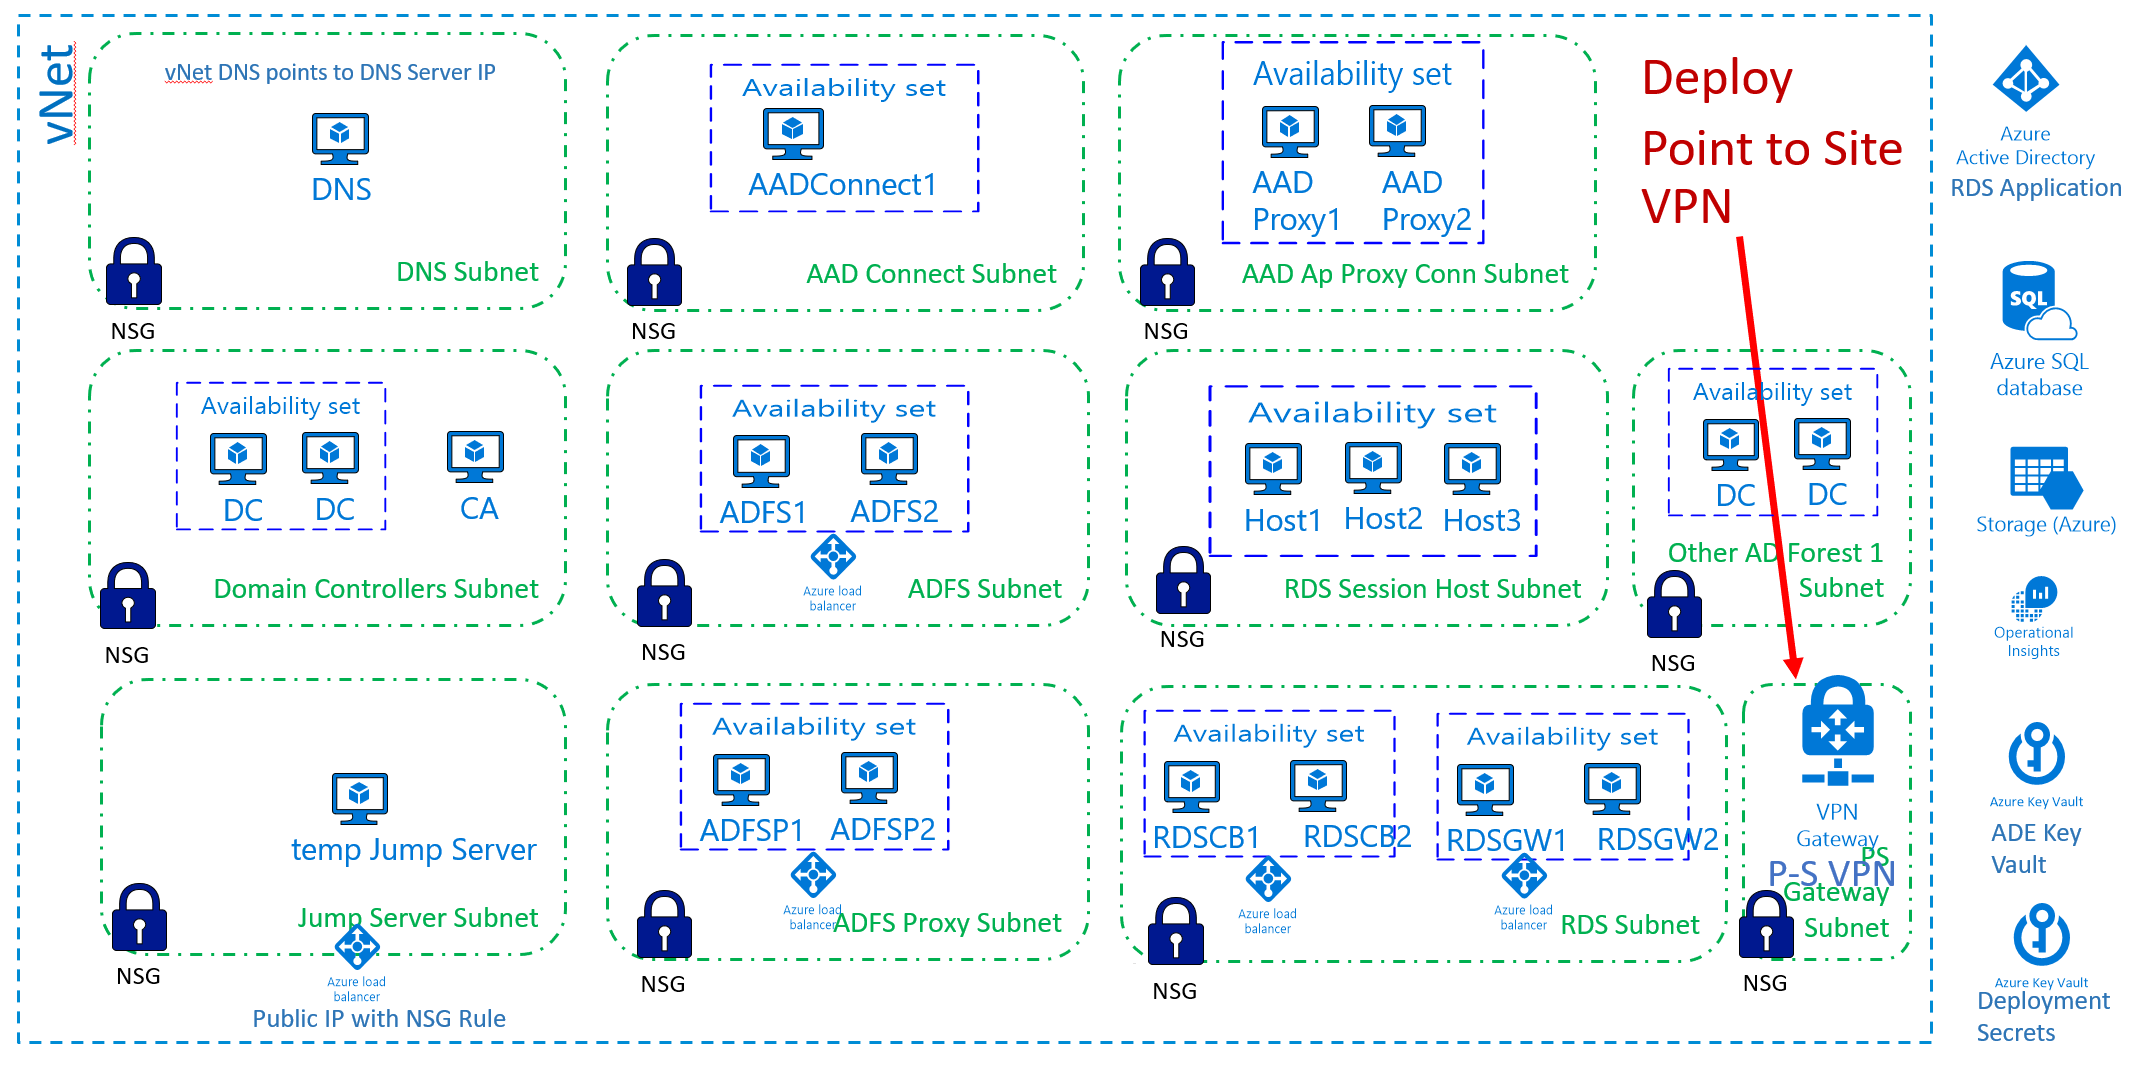 vNet
vNet DNS points to DNS Server IP
DNS
DNS Subnet
NSG
Availability set
AADConnect1
AAD Connect Subnet
NSG
Availability set
AAD
Proxy1
AAD
Proxy2
AAD Ap Proxy Conn Subnet
NSG
Deploy
Point to Site
VPN
Availability set
DC
DC
CA
Domain Controllers Subnet
NSG
Availability set
ADFS1
ADFS2
Azure load
balancer
ADFS Subnet
NSG
Availability set
Host1
Host2
Host3
RDS Session Host Subnet
NSG
Availability set
DC
DC
Other AD Forest 1
Subnet
NSG
temp Jump Server
Jump Server Subnet
NSG
Azure load
balancer
Public IP with NSG Rule
Availability set
ADFSP1
ADFSP2
Azure load
balancer
ADFS Proxy Subnet
NSG
Availability set
RDSCB1
RDSCB2
Azure load
balancer
Availability set
RDSGW1
RDSGW2
Azure load
balancer
RDS Subnet
NSG
VPN
Gateway
P-S VPN
PS
Gateway
Subnet
NSG
Azure
Active Directory
RDS Application
SQL
Azure SQL
database
Storage (Azure)
Operational
Insights
Azure Key Vault
ADE Key
Vault
Azure Key Vault
Deployment
Secrets